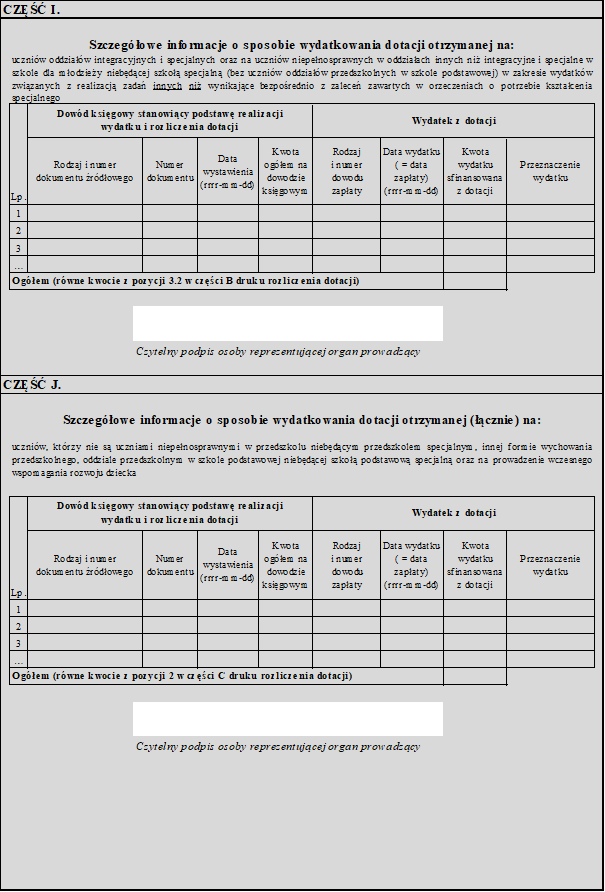 CZĘŚĆ I.
Szczegółowe informacje o sposobie wydatkowania dotacji otrzymanej na:
uczniów oddziałów integracyjnych i specjalnych oraz na uczniów niepełnosprawnych w oddziałach innych niż integracyjne i specjalne w
szkole dla młodzieży niebędącej szkołą specjalną (bez uczniów oddziałów przedszkolnych w szkole podstawowej) w zakresie wydatków
związanych z realizacją zadań innych niż wynikające bezpośrednio z zaleceń zawartych w orzeczeniach o potrzebie kształcenia
specjalnego
Dowód księgowy stanowiący podstawę realizacji
wydatku i rozliczenia dotacji
Wydatek z dotacji
Lp.
Rodzaj i numer
dokumentu źródłowego
Numer
dokumentu
Data
wystawienia
(rrrr-mm-dd)
Kwota
ogółem na
dowodzie
księgowym
Rodzaj
i numer
dowodu
zapłaty
Data wydatku
( = data
zapłaty)
(rrrr-mm-dd)
Kwota
wydatku
sfinansowana
z dotacji
Przeznaczenie
wydatku
1
2
3
...
Ogółem (równe kwocie z pozycji 3.2 w części B druku rozliczenia dotacji)
Czytelny podpis osoby reprezentującej organ prowadzący
CZĘŚĆ J.
Szczegółowe informacje o sposobie wydatkowania dotacji otrzymanej (łącznie) na:
uczniów, którzy nie są uczniami niepełnosprawnymi w przedszkolu niebędącym przedszkolem specjalnym, innej formie wychowania
przedszkolnego, oddziale przedszkolnym w szkole podstawowej niebędącej szkołą podstawową specjalną oraz na prowadzenie wczesnego
wspomagania rozwoju dziecka
Dowód księgowy stanowiący podstawę realizacji
wydatku i rozliczenia dotacji
Wydatek z dotacji
Lp.
Rodzaj i numer
dokumentu źródłowego
Numer
dokumentu
Data
wystawienia
(rrrr-mm-dd)
Kwota
ogółem na
dowodzie
księgowym
Rodzaj
i numer
dowodu
zapłaty
Data wydatku
( = data
zapłaty)
(rrrr-mm-dd)
Kwota
wydatku
sfinansowana
z dotacji
Przeznaczenie
wydatku
1
2
3
...
Ogółem (równe kwocie z pozycji 2 w części C druku rozliczenia dotacji)
Czytelny podpis osoby reprezentującej organ prowadzący